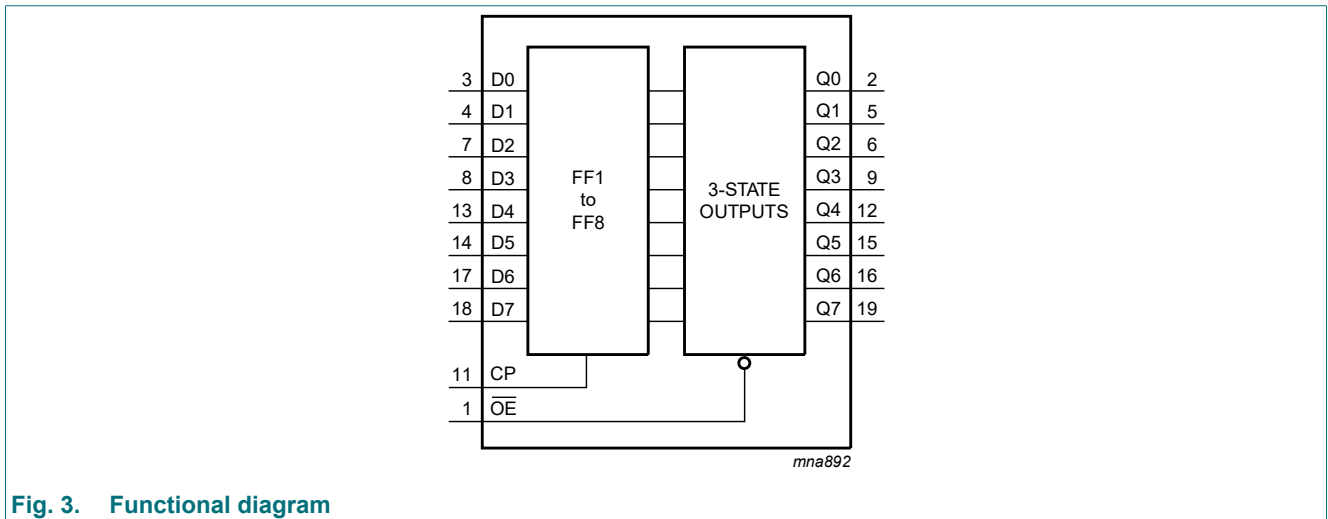 3 D0 Q0 2
4 D1 Q1 5
7 D2 Q2 6
8 D3 Q3 9
13 D4 Q4 12
14 D5 Q5 15
17 D6 Q6 16
18 D7 Q7 19
FF1
to
FF8
3-STATE
OUTPUTS
11 CP
1 O̅E̅
mna892
Fig. 3. Functional diagram